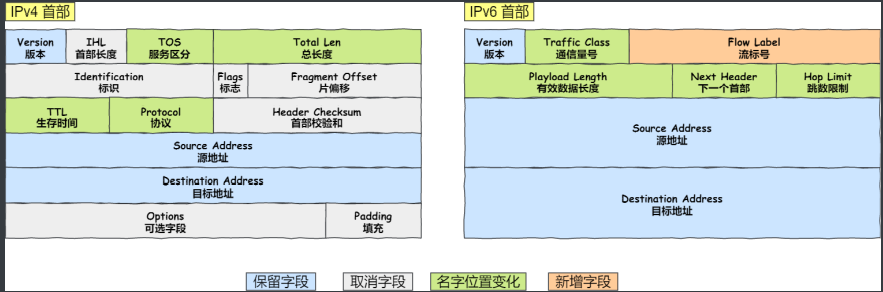 IPv4 首部
Version
版本
IHL
首部长度
TOS
服务区分
Total Len
总长度
Identification
标识
Flags
标志
Fragment Offset
片偏移
TTL
生存时间
Protocol
协议
Header Checksum
首部校验和
Source Address
源地址
Destination Address
目标地址
Options
可选字段
Padding
填充
IPv6 首部
Version
版本
Traffic Class
通信量号
Flow Label
流标号
Playload Length
有效数据长度
Next Header
下一个首部
Hop Limit
跳数限制
Source Address
源地址
Destination Address
目标地址
保留字段
取消字段
名字位置变化
新增字段